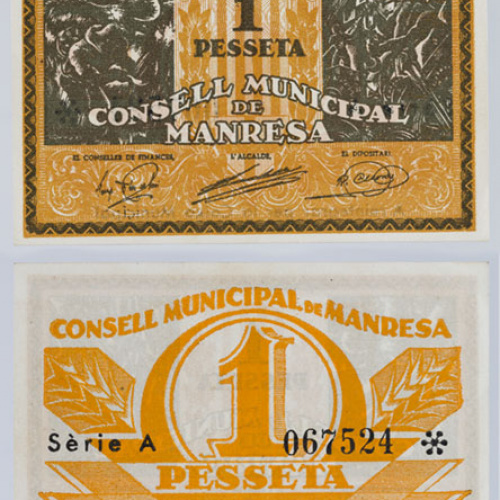 1
PESSETA
CONSELL MUNICIPAL
DE
MANRESA
EL CONSELLER DE FINANCES, L'ALCALDE, EL DIPOSITARI,
CONSELL MUNICIPAL DE MANRESA
1
Sèrie A 067524
PESSETA